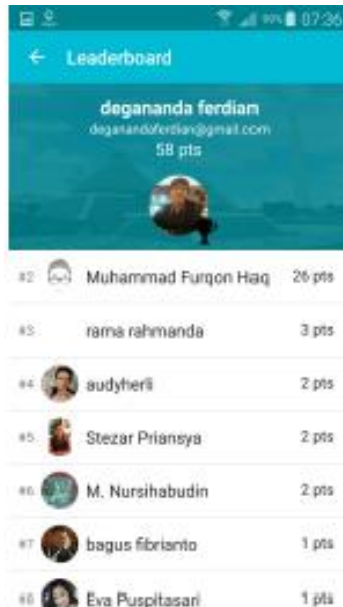 07:36
Leaderboard
degananda ferdian
deganandaferdian@gmail.com
58 pts
#2 Muhammad Furqon Haq 26 pts
#3 rama rahmanda 3 pts
#4 audyherli 2 pts
#5 Stezar Priansya 2 pts
#6 M. Nursihabudin 2 pts
#7 bagus fibrianto 1 pts
#8 Eva Puspitasari 1 pts